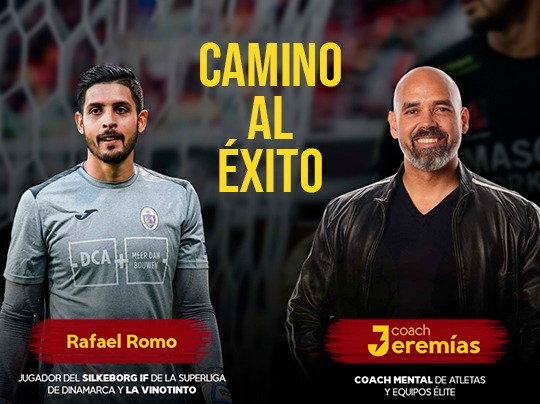 CAMINO
AL
ÉXITO
DCA
MEER DAN
BOUWEN
Rafael Romo
JUGADOR DEL SILKEBORG IF DE LA SUPERLIGA
DE DINAMARCA Y LA VINOTINTO
coach
Jeremías
COACH MENTAL DE ATLETAS
Y EQUIPOS ÉLITE